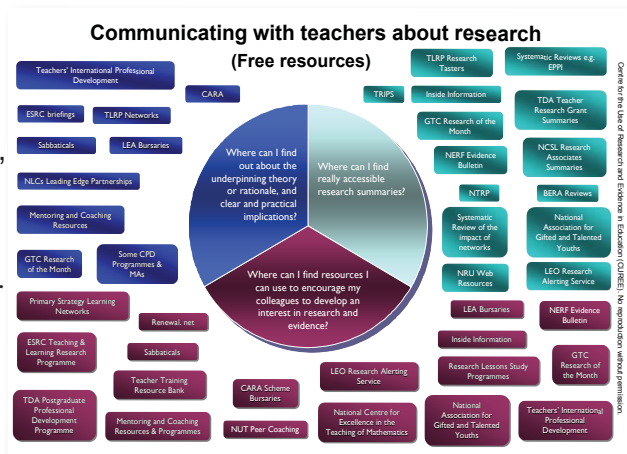 Communicating with teachers about research
(Free resources)
Teachers' International Professional
Development
CARA
ESRC briefings
TLRP Networks
Sabbaticals
LEA Bursaries
NLCs Leading Edge Partnerships
Mentoring and Coaching
Resources
GTC Research
of the Month
Some CPD
Programmes &
MAs
Where can I find
out about the
underpinning theory
or rationale, and
clear and practical
implications?
Where can I find
really accessible
research summaries?
Where can I find resources I
can use to encourage my
colleagues to develop an
interest in research and
evidence?
TRIPS
TLRP Research
Tasters
Systematic Reviews e.g.
EPPI
Inside Information
GTC Research of the
Month
TDA Teacher
Research Grant
Summaries
NERF Evidence
Bulletin
NCSL Research
Associates
Summaries
NTRP
BERA Reviews
Systematic
Review of the
impact of
networks
National
Association for
Gifted and Talented
Youths
NRU Web
Resources
LEO Research
Alerting Service
Primary Strategy Learning
Networks
Renewal. net
ESRC Teaching &
Learning Research
Programme
Sabbaticals
Teacher Training
Resource Bank
TDA Postgraduate
Professional
Development
Programme
Mentoring and Coaching
Resources & Programmes
CARA Scheme
Bursaries
NUT Peer Coaching
LEO Research Alerting
Service
National Centre for
Excellence in the
Teaching of Mathematics
LEA Bursaries
NERF Evidence
Bulletin
Inside Information
Research Lessons Study
Programmes
GTC
Research of
the Month
National
Association for
Gifted and Talented
Youths
Teachers' International
Professional
Development
Centre for the Use of Research and Evidence in Education (CUREE). No reproduction without permission.